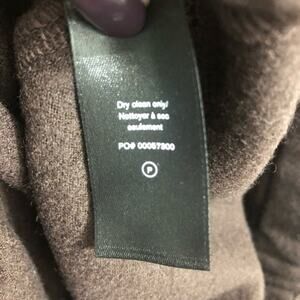 Dry clean only/
Nettoyer à sec
seulement
PO# 00057300
P